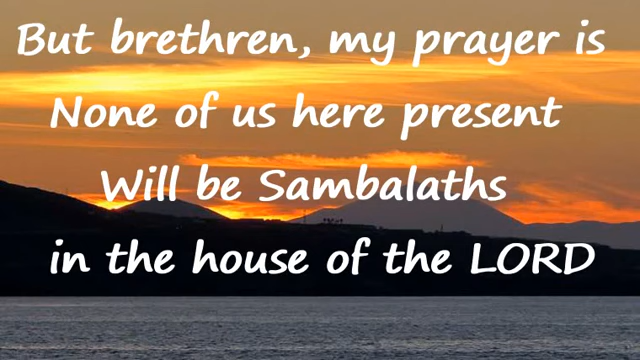 But brethren, my prayer is
None of us here present
Will be Sambalaths
in the house of the LORD